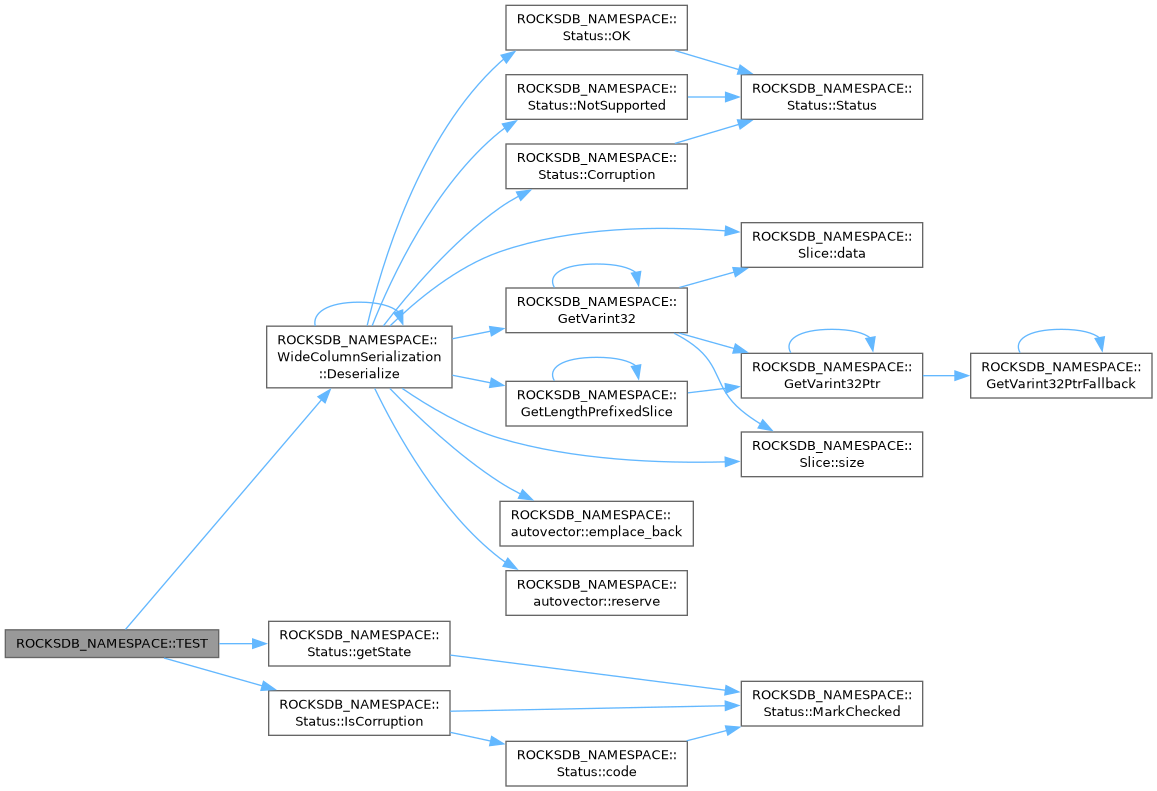 ROCKSDB_NAMESPACE::
Status::OK
ROCKSDB_NAMESPACE::
Status::NotSupported
ROCKSDB_NAMESPACE::
Status::Status
ROCKSDB_NAMESPACE::
Status::Corruption
ROCKSDB_NAMESPACE::
Slice::data
ROCKSDB_NAMESPACE::
GetVarint32
ROCKSDB_NAMESPACE::
WideColumnSerialization
::Deserialize
ROCKSDB_NAMESPACE::
GetVarint32Ptr
ROCKSDB_NAMESPACE::
GetVarint32PtrFallback
ROCKSDB_NAMESPACE::
GetLengthPrefixedSlice
ROCKSDB_NAMESPACE::
Slice::size
ROCKSDB_NAMESPACE::
autovector::emplace_back
ROCKSDB_NAMESPACE::
autovector::reserve
ROCKSDB_NAMESPACE::TEST
ROCKSDB_NAMESPACE::
Status::getState
ROCKSDB_NAMESPACE::
Status::IsCorruption
ROCKSDB_NAMESPACE::
Status::MarkChecked
ROCKSDB_NAMESPACE::
Status::code